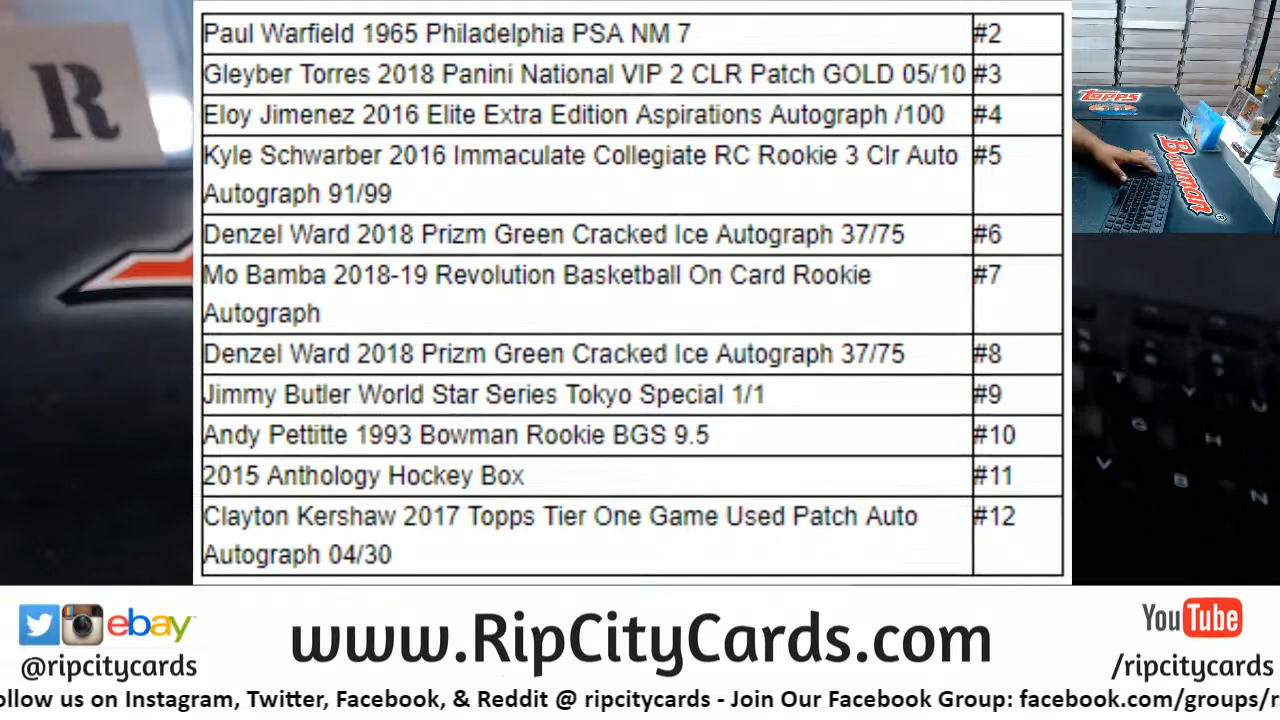 Paul Warfield 1965 Philadelphia PSA NM 7 #2
Gleyber Torres 2018 Panini National VIP 2 CLR Patch GOLD 05/10 #3
Eloy Jimenez 2016 Elite Extra Edition Aspirations Autograph /100 #4
Kyle Schwarber 2016 Immaculate Collegiate RC Rookie 3 Clr Auto #5
Autograph 91/99
Denzel Ward 2018 Prizm Green Cracked Ice Autograph 37/75 #6
Mo Bamba 2018-19 Revolution Basketball On Card Rookie #7
Autograph
Denzel Ward 2018 Prizm Green Cracked Ice Autograph 37/75 #8
Jimmy Butler World Star Series Tokyo Special 1/1 #9
Andy Pettitte 1993 Bowman Rookie BGS 9.5 #10
2015 Anthology Hockey Box #11
Clayton Kershaw 2017 Topps Tier One Game Used Patch Auto #12
Autograph 04/30
R
Topps
Bowman
T Y U
G H
V B N
ebay
@ripcitycards
www.RipCityCards.com
YouTube
/ripcitycards
ollow us on Instagram, Twitter, Facebook, & Reddit @ ripcitycards - Join Our Facebook Group: facebook.com/groups/r